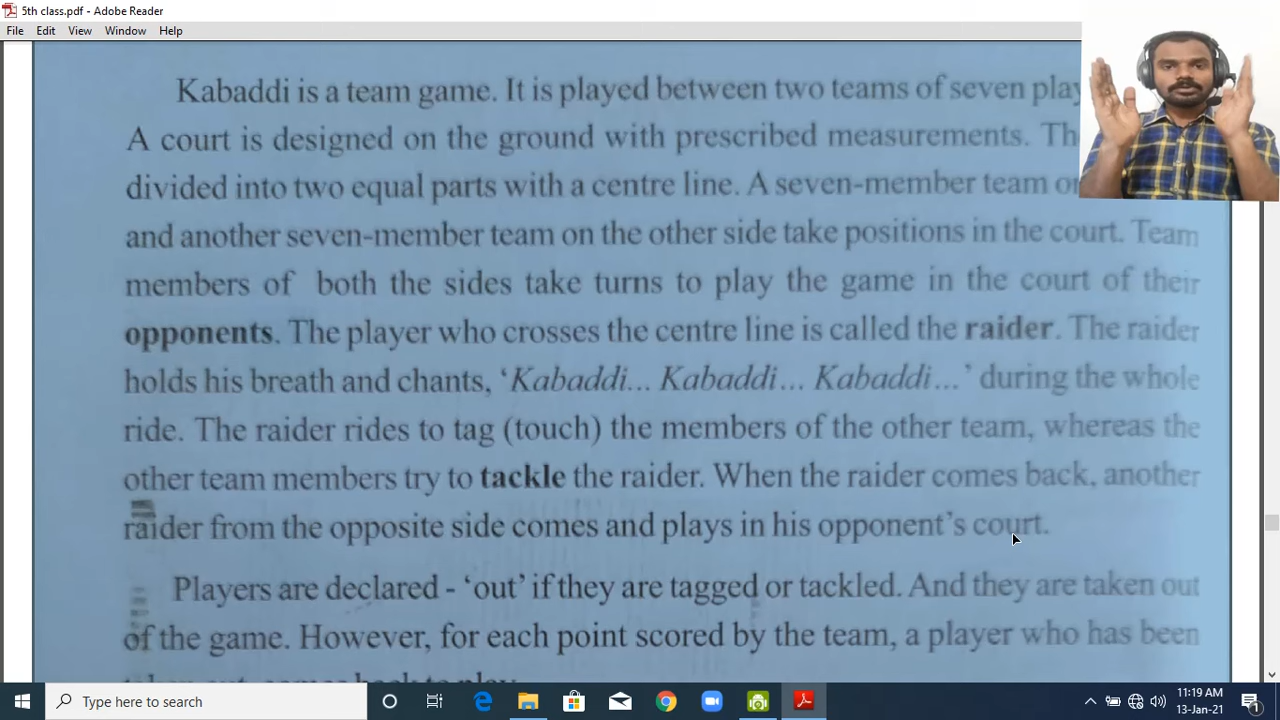 5th class.pdf - Adobe Reader
File Edit View Window Help
Kabaddi is a team game. It is played between two teams of seven
A court is designed on the ground with prescribed measurements.
divided into two equal parts with a centre line. A seven-member team
and another seven-member team on the other side take positions in the court. Team
members of both the sides take turns to play the game in the court of their
opponents. The player who crosses the centre line is called the raider. The raider
holds his breath and chants, ‘Kabaddi... Kabaddi... Kabaddi...’ during the whole
ride. The raider rides to tag (touch) the members of the other team, whereas the
other team members try to tackle the raider. When the raider comes back, another
raider from the opposite side comes and plays in his opponent’s court.
Players are declared - ‘out’ if they are tagged or tackled. And they are taken out
of the game. However, for each point scored by the team, a player who has been
Type here to search
11:19 AM
13-Jan-21
1